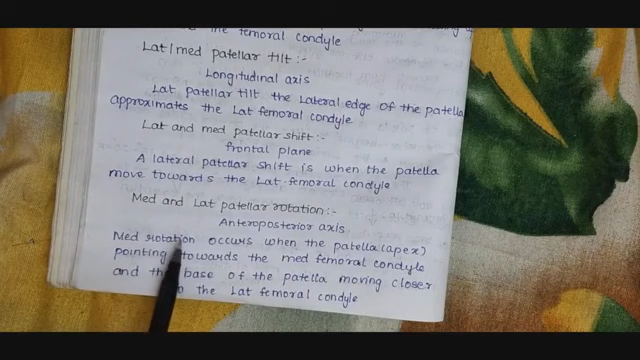 the femoral condyle
Lat/med patellar tilt :-
Longitudinal axis
Lat patellar tilt the Lateral edge of the patella
approximates the Lat femoral condyle
Lat and med patellar shift :-
frontal plane
A lateral patellar shift is when the patella
move towards the Lat femoral condyle
Med and Lat patellar rotation :-
Anteroposterior axis
Med rotation occurs when the patella (apex)
pointing towards the med femoral condyle
and the base of the patella moving closer
to the Lat femoral condyle